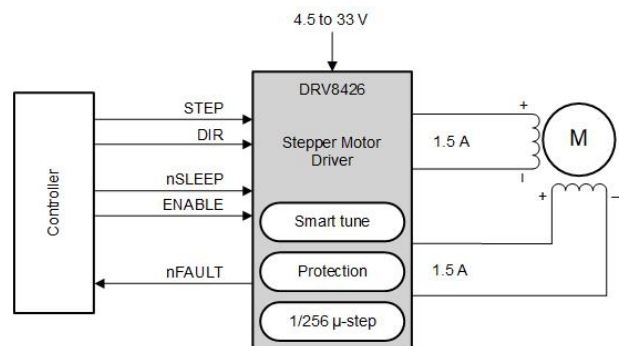 4.5 to 33 V
DRV8426
Stepper Motor
Driver
Controller
STEP
DIR
nSLEEP
ENABLE
nFAULT
Smart tune
Protection
1/256 µ-step
1.5 A
1.5 A
+
–
+
–
M